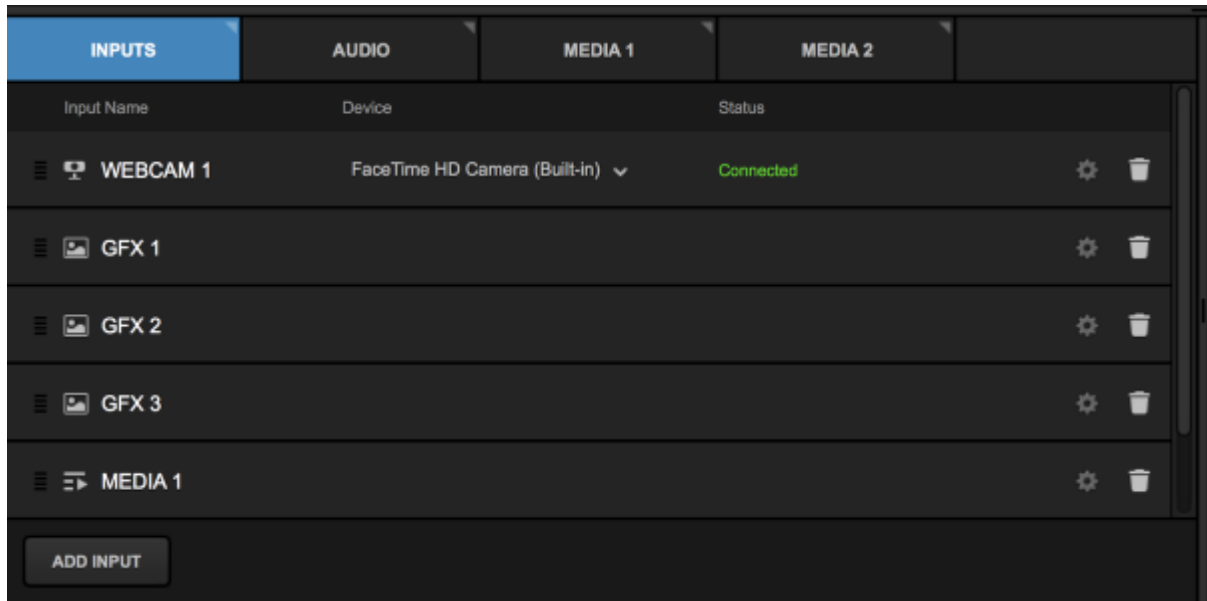 INPUTS AUDIO MEDIA 1 MEDIA 2
Input Name Device Status
WEBCAM 1 FaceTime HD Camera (Built-in) Connected
GFX 1
GFX 2
GFX 3
MEDIA 1
ADD INPUT